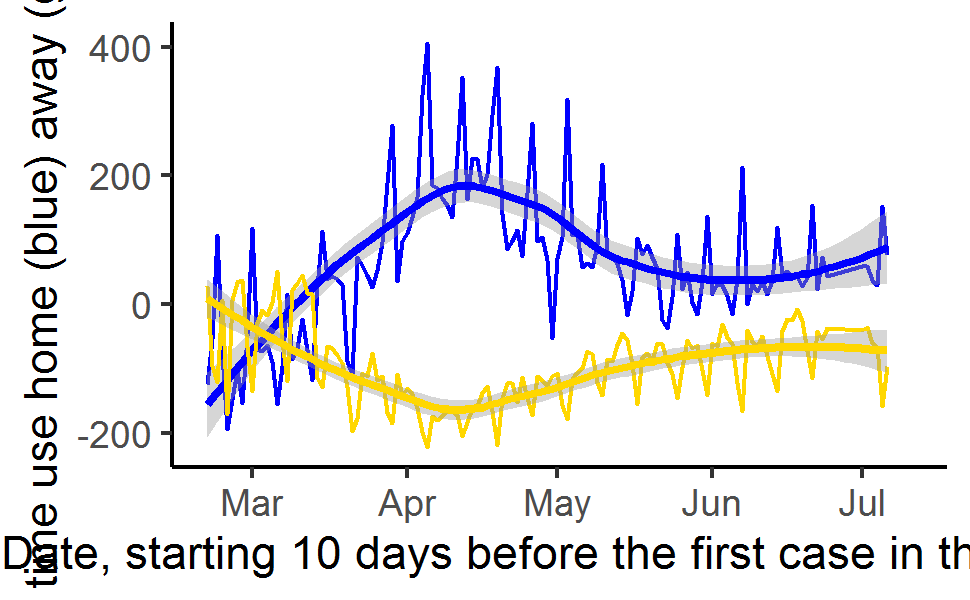 time use home (blue) away (
400
200
0
-200
Mar Apr May Jun Jul
Date, starting 10 days before the first case in th